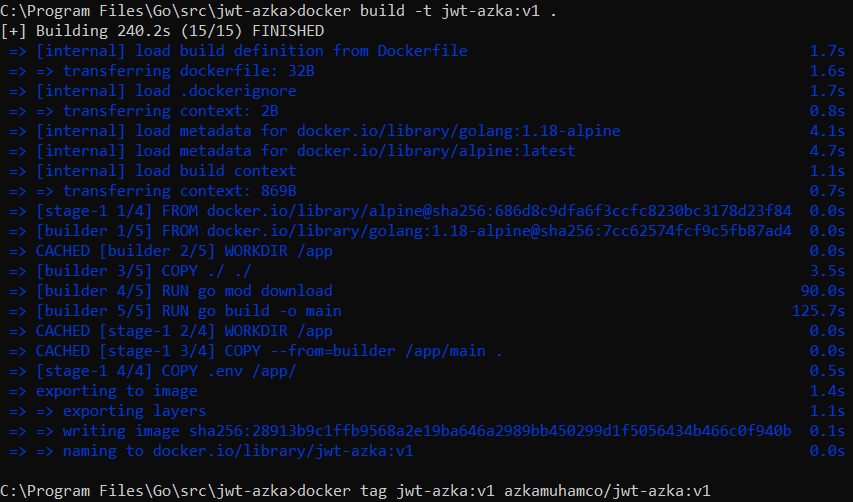 C:\Program Files\Go\src\jwt-azka>docker build -t jwt-azka:v1 .
[+] Building 240.2s (15/15) FINISHED
=> [internal] load build definition from Dockerfile 1.7s
=> => transferring dockerfile: 32B 1.6s
=> [internal] load .dockerignore 1.7s
=> => transferring context: 2B 0.8s
=> [internal] load metadata for docker.io/library/golang:1.18-alpine 4.1s
=> [internal] load metadata for docker.io/library/alpine:latest 4.7s
=> [internal] load build context 1.1s
=> => transferring context: 869B 0.7s
=> [stage-1 1/4] FROM docker.io/library/alpine@sha256:686d8c9dfa6f3ccfc8230bc3178d23f84 0.0s
=> [builder 1/5] FROM docker.io/library/golang:1.18-alpine@sha256:7cc62574fcf9c5fb87ad4 0.0s
=> CACHED [builder 2/5] WORKDIR /app 0.0s
=> [builder 3/5] COPY ./ ./ 3.5s
=> [builder 4/5] RUN go mod download 90.0s
=> [builder 5/5] RUN go build -o main 125.7s
=> CACHED [stage-1 2/4] WORKDIR /app 0.0s
=> CACHED [stage-1 3/4] COPY --from=builder /app/main . 0.0s
=> [stage-1 4/4] COPY .env /app/ 0.5s
=> exporting to image 1.4s
=> => exporting layers 1.1s
=> => writing image sha256:28913b9c1ffb9568a2e19ba646a2989bb450299d1f5056434b466c0f940b 0.1s
=> => naming to docker.io/library/jwt-azka:v1 0.0s
C:\Program Files\Go\src\jwt-azka>docker tag jwt-azka:v1 azkamuhamco/jwt-azka:v1